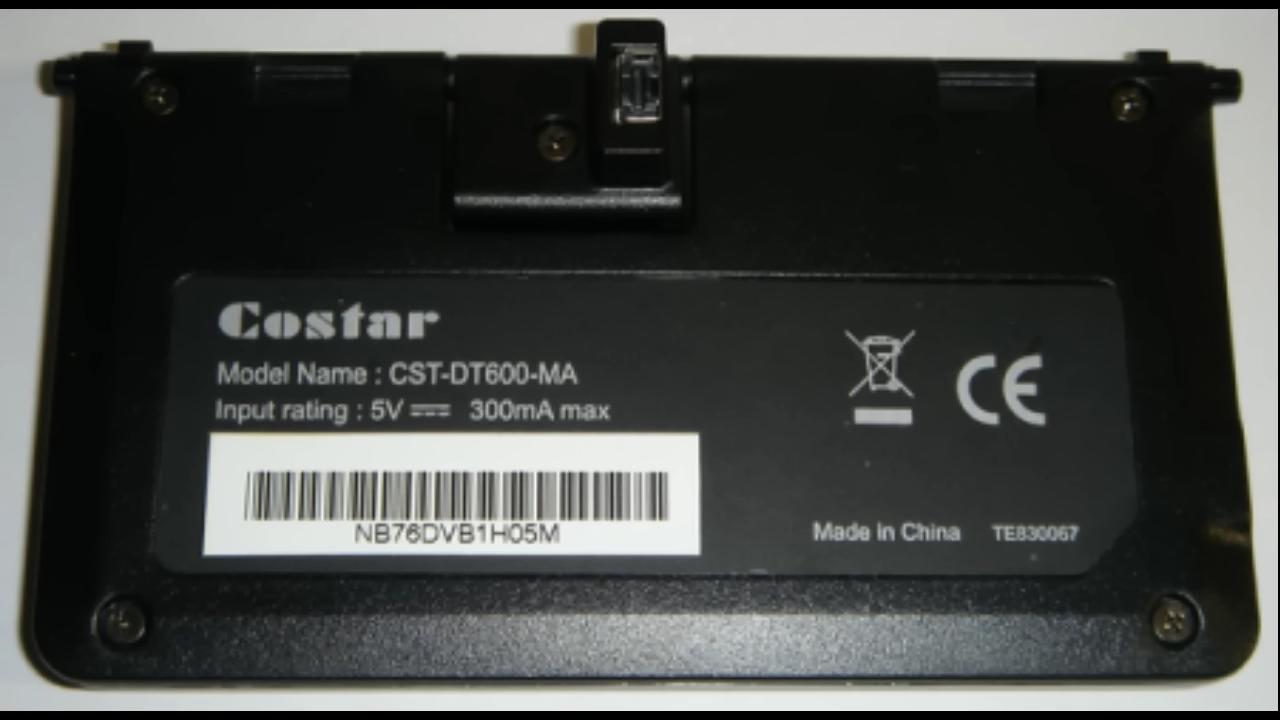 Costar
Model Name : CST-DT600-MA
Input rating : 5V ⎓ 300mA max
NB76DVB1H05M
CE
Made In China TE830067